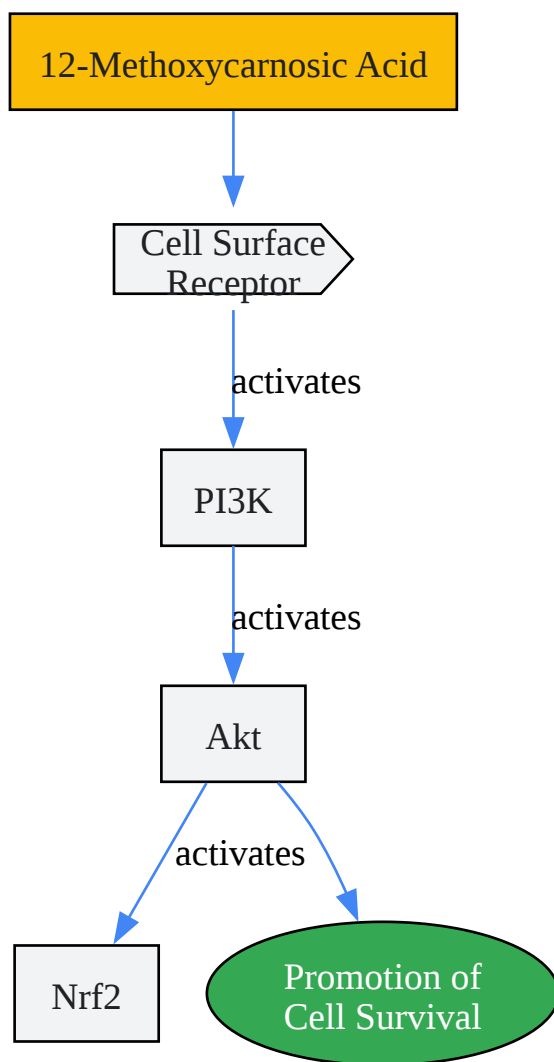 12-Methoxycarnosic Acid
Cell Surface
Receptor
activates
PI3K
activates
Akt
activates
Nrf2
Promotion of
Cell Survival